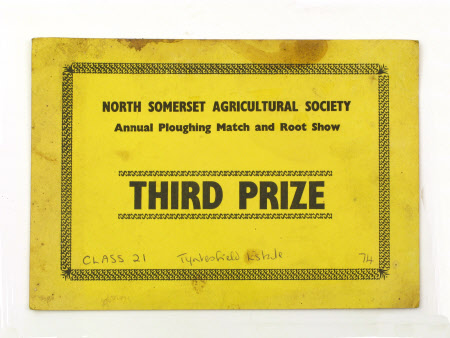 NORTH SOMERSET AGRICULTURAL SOCIETY
Annual Ploughing Match and Root Show
THIRD PRIZE
CLASS 21 Tyntesfield Estate 74